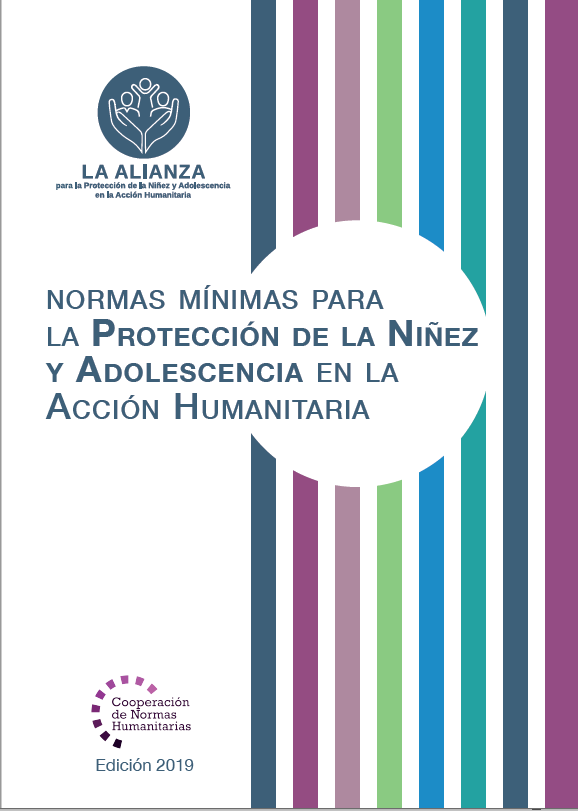 LA ALIANZA
para la Protección de la Niñez y Adolescencia
en la Acción Humanitaria
NORMAS MÍNIMAS PARA
LA PROTECCIÓN DE LA NIÑEZ
Y ADOLESCENCIA EN LA
ACCIÓN HUMANITARIA
Cooperación
de Normas
Humanitarias
Edición 2019